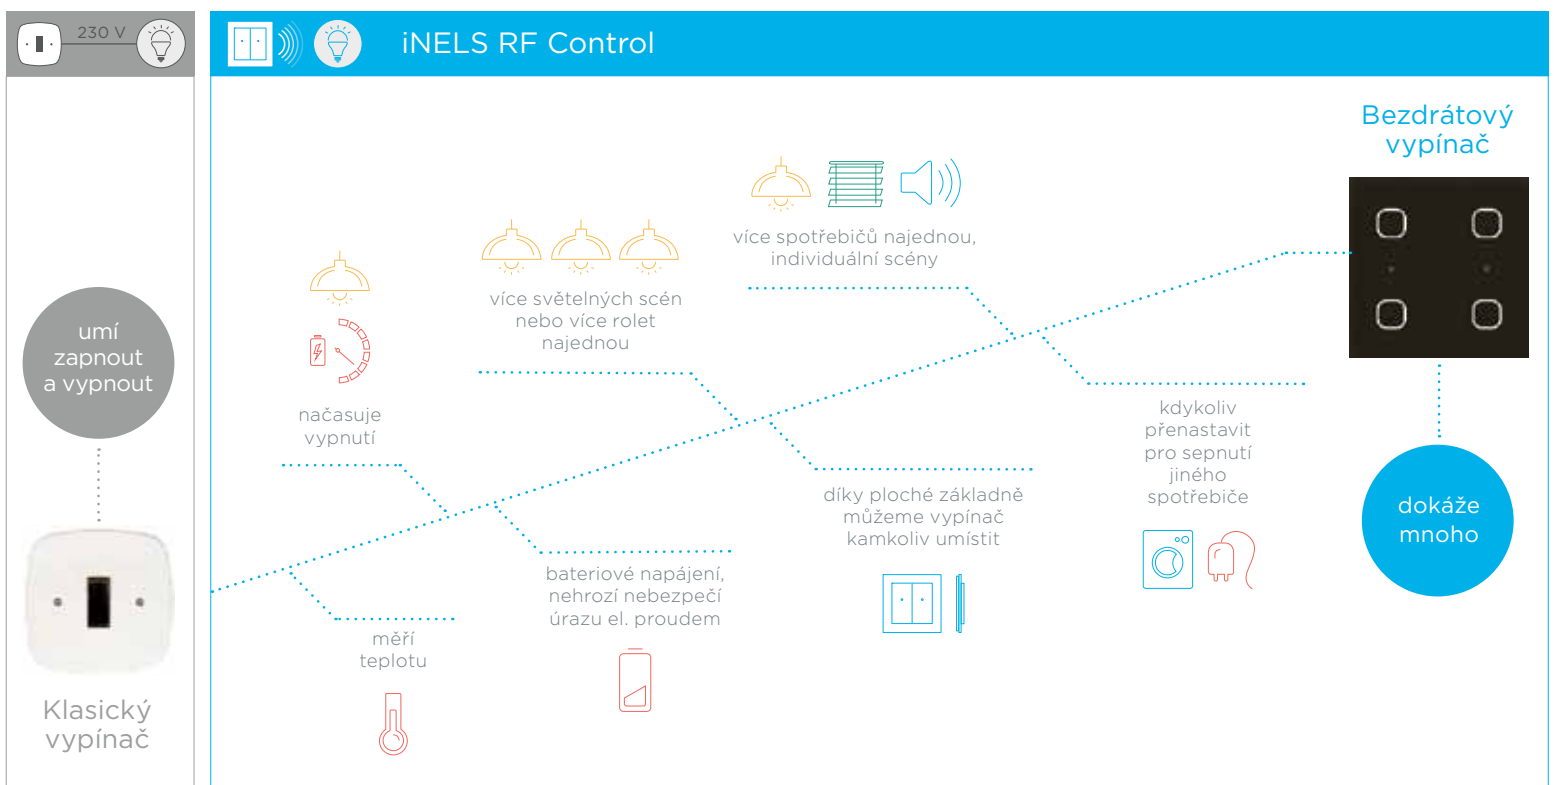 230 V
umí
zapnout
a vypnout
Klasický
vypínač
iNELS RF Control
Bezdrátový
vypínač
více spotřebičů najednou,
individuální scény
více světelných scén
nebo více rolet
najednou
načasuje
vypnutí
kdykoliv
přenastavit
pro sepnutí
jiného
spotřebiče
díky ploché základně
můžeme vypínač
kamkoliv umístit
bateriové napájení,
nehrozí nebezpečí
úrazu el. proudem
měří
teplotu
dokáže
mnoho